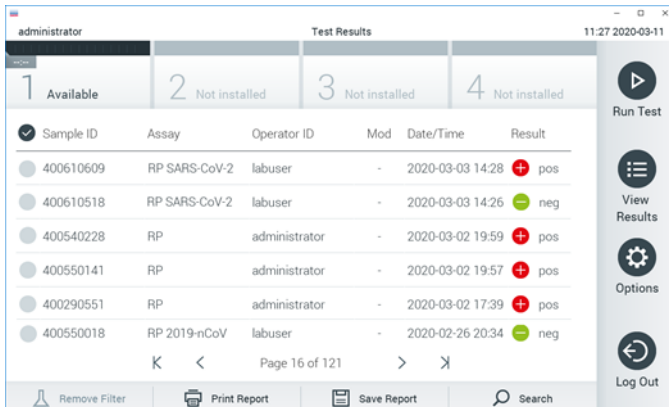 administrator Test Results 11:27 2020-03-11
1 Available 2 Not installed 3 Not installed 4 Not installed
Run Test
Sample ID Assay Operator ID Mod Date/Time Result
400610609 RP SARS-CoV-2 labuser - 2020-03-03 14:28 pos
400610518 RP SARS-CoV-2 labuser - 2020-03-03 14:26 neg
400540228 RP administrator - 2020-03-02 19:59 pos
400550141 RP administrator - 2020-03-02 19:57 pos
400290551 RP administrator - 2020-03-02 17:39 pos
400550018 RP 2019-nCoV labuser - 2020-02-26 20:34 neg
Page 16 of 121
View
Results
Options
Log Out
Remove Filter Print Report Save Report Search